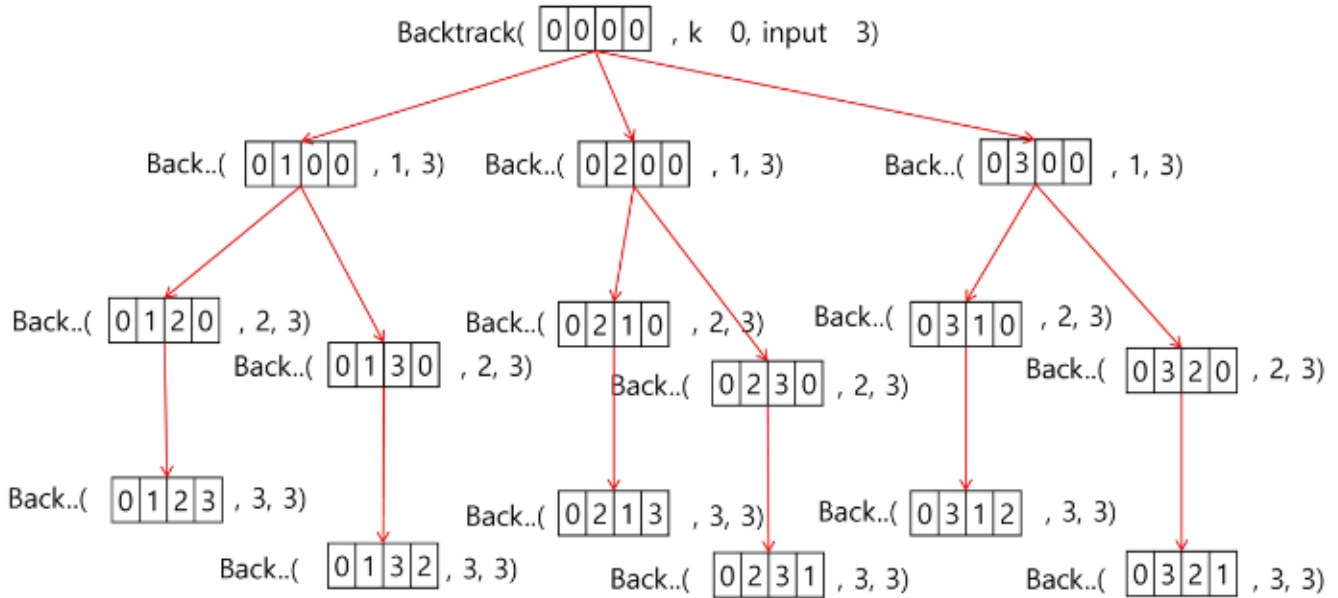 Backtrack( 0 0 0 0 , k 0, input 3)
Back..( 0 1 0 0 , 1, 3)
Back..( 0 2 0 0 , 1, 3)
Back..( 0 3 0 0 , 1, 3)
Back..( 0 1 2 0 , 2, 3)
Back..( 0 1 3 0 , 2, 3)
Back..( 0 2 1 0 , 2, 3)
Back..( 0 2 3 0 , 2, 3)
Back..( 0 3 1 0 , 2, 3)
Back..( 0 3 2 0 , 2, 3)
Back..( 0 1 2 3 , 3, 3)
Back..( 0 1 3 2 , 3, 3)
Back..( 0 2 1 3 , 3, 3)
Back..( 0 2 3 1 , 3, 3)
Back..( 0 3 1 2 , 3, 3)
Back..( 0 3 2 1 , 3, 3)